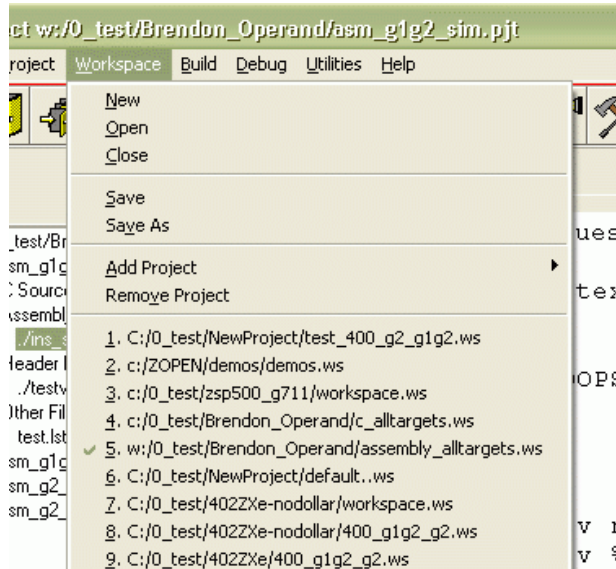 ect w:/0_test/Brendon_Operand/asm_g1g2_sim.pjt
roject Workspace Build Debug Utilities Help
New
Open
Close
Save
Save As
ues
_test/Br
sm_g1g
Add Project
tex
C Sourc
Remove Project
Assembl
./ins_s
1. C:/0_test/NewProject/test_400_g2_g1g2.ws
Header
2. c:/ZOPEN/demos/demos.ws
OPS
./testv
3. c:/0_test/zsp500_g711/workspace.ws
Other Fil
4. c:/0_test/Brendon_Operand/c_alltargets.ws
test.lst
5. w:/0_test/Brendon_Operand/assembly_alltargets.ws
sm_g1g
6. C:/0_test/NewProject/default..ws
sm_g2_
7. C:/0_test/402ZXe-nodollar/workspace.ws
sm_g2_
8. C:/0_test/402ZXe-nodollar/400_g1g2_g2.ws
v
9. C:/0_test/402ZXe/400_g1g2_g2.ws
v %